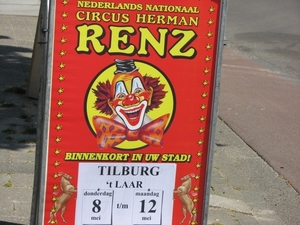 NEDERLANDS NATIONAAL
CIRCUS HERMAN
RENZ
BINNENKORT IN UW STAD!
TILBURG
't LAAR
donderdag maandag
8 t/m 12
mei mei